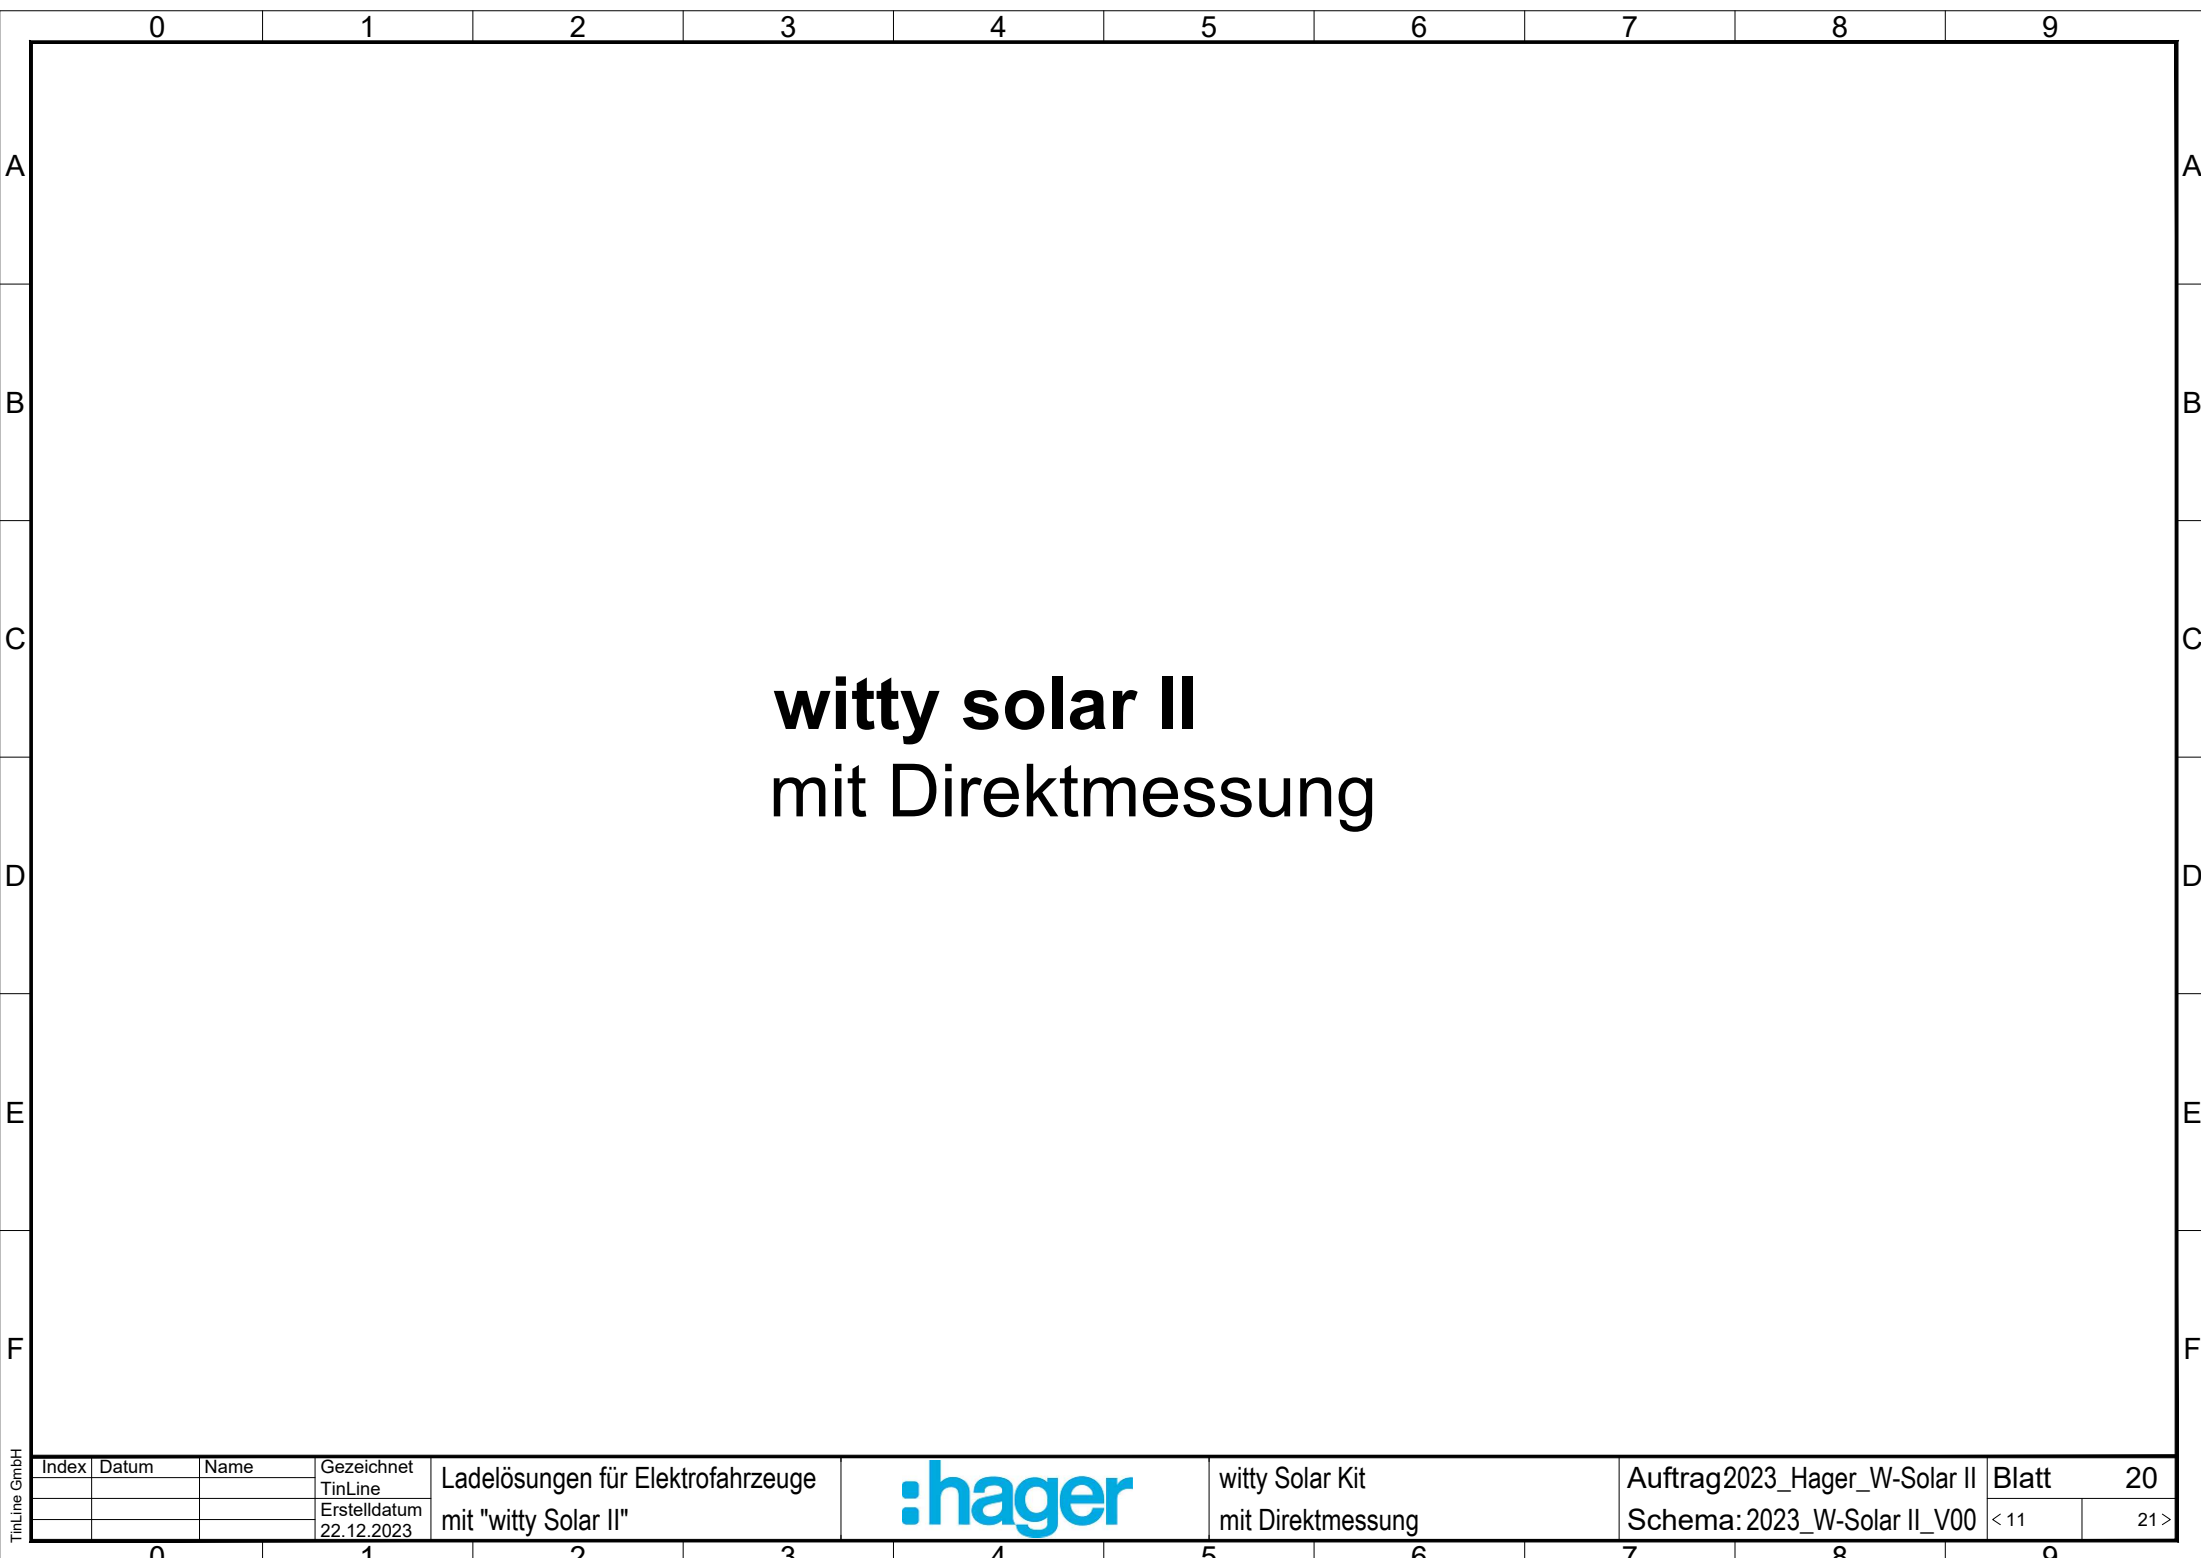 0 1 2 3 4 5 6 7 8 9
A A
B B
C C
witty solar II
mit Direktmessung
D D
E E
F F
TinLine GmbH
Index Datum Name Gezeichnet
TinLine
Erstelldatum
22.12.2023
Ladelösungen für Elektrofahrzeuge
mit "witty Solar II"
:hager
witty Solar Kit
mit Direktmessung
Auftrag2023_Hager_W-Solar II
Schema: 2023_W-Solar II_V00
Blatt 20
< 11 21 >
0 1 2 3 4 5 6 7 8 9